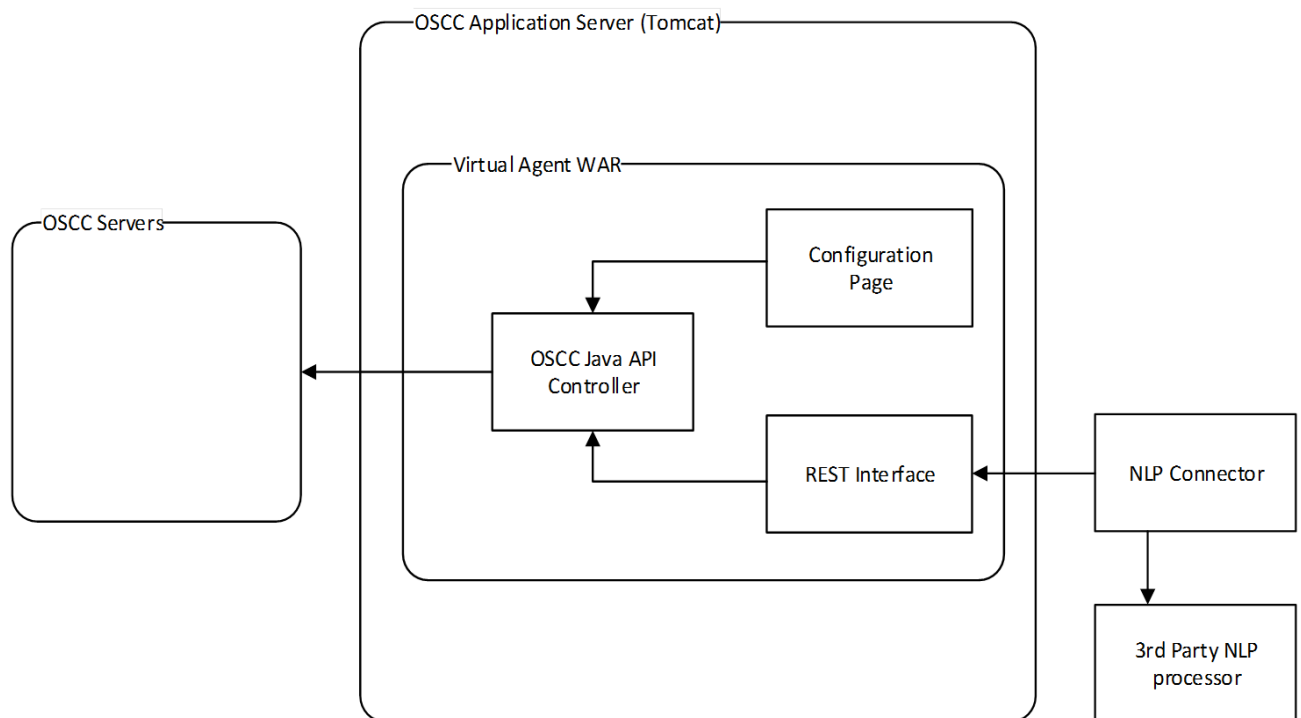 OSCC Application Server (Tomcat)
Virtual Agent WAR
OSCC Servers
Configuration
Page
OSCC Java API
Controller
REST Interface
NLP Connector
3rd Party NLP
processor